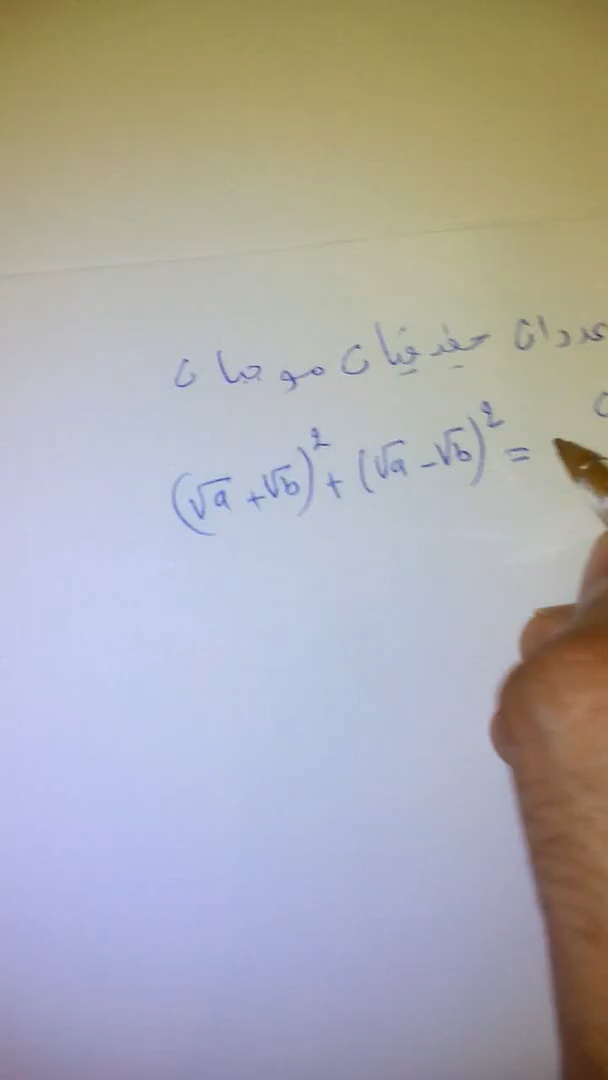 عددان حقيقيان موجبان
(√a + √b)² + (√a − √b)² =